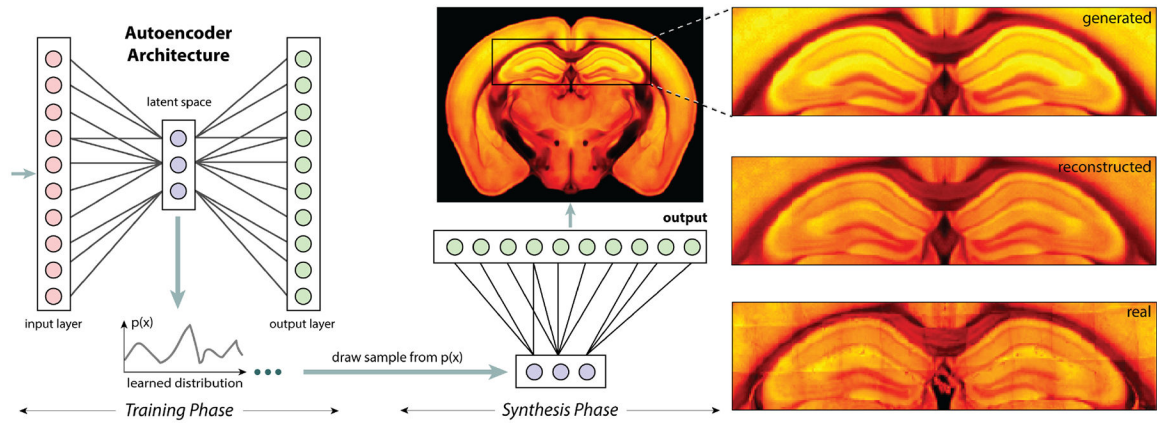 Autoencoder
Architecture
latent space
input layer
output layer
p(x)
learned distribution
draw sample from p(x)
output
Training Phase
Synthesis Phase
generated
reconstructed
real